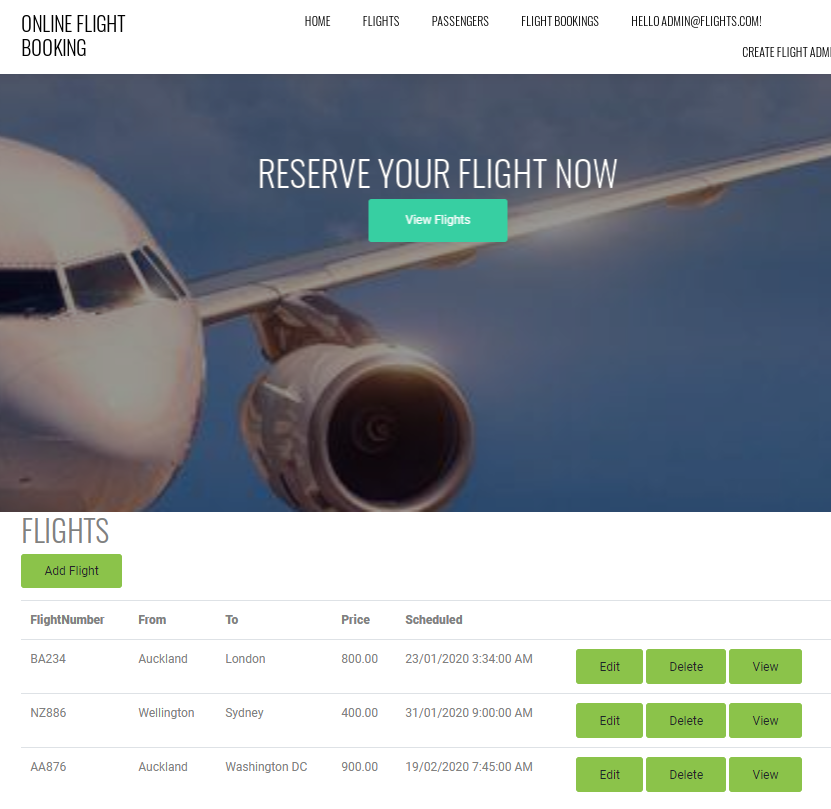 ONLINE FLIGHT
BOOKING
HOME FLIGHTS PASSENGERS FLIGHT BOOKINGS HELLO ADMIN@FLIGHTS.COM!
CREATE FLIGHT ADMI
RESERVE YOUR FLIGHT NOW
View Flights
FLIGHTS
Add Flight
FlightNumber From To Price Scheduled
BA234 Auckland London 800.00 23/01/2020 3:34:00 AM Edit Delete View
NZ886 Wellington Sydney 400.00 31/01/2020 9:00:00 AM Edit Delete View
AA876 Auckland Washington DC 900.00 19/02/2020 7:45:00 AM Edit Delete View